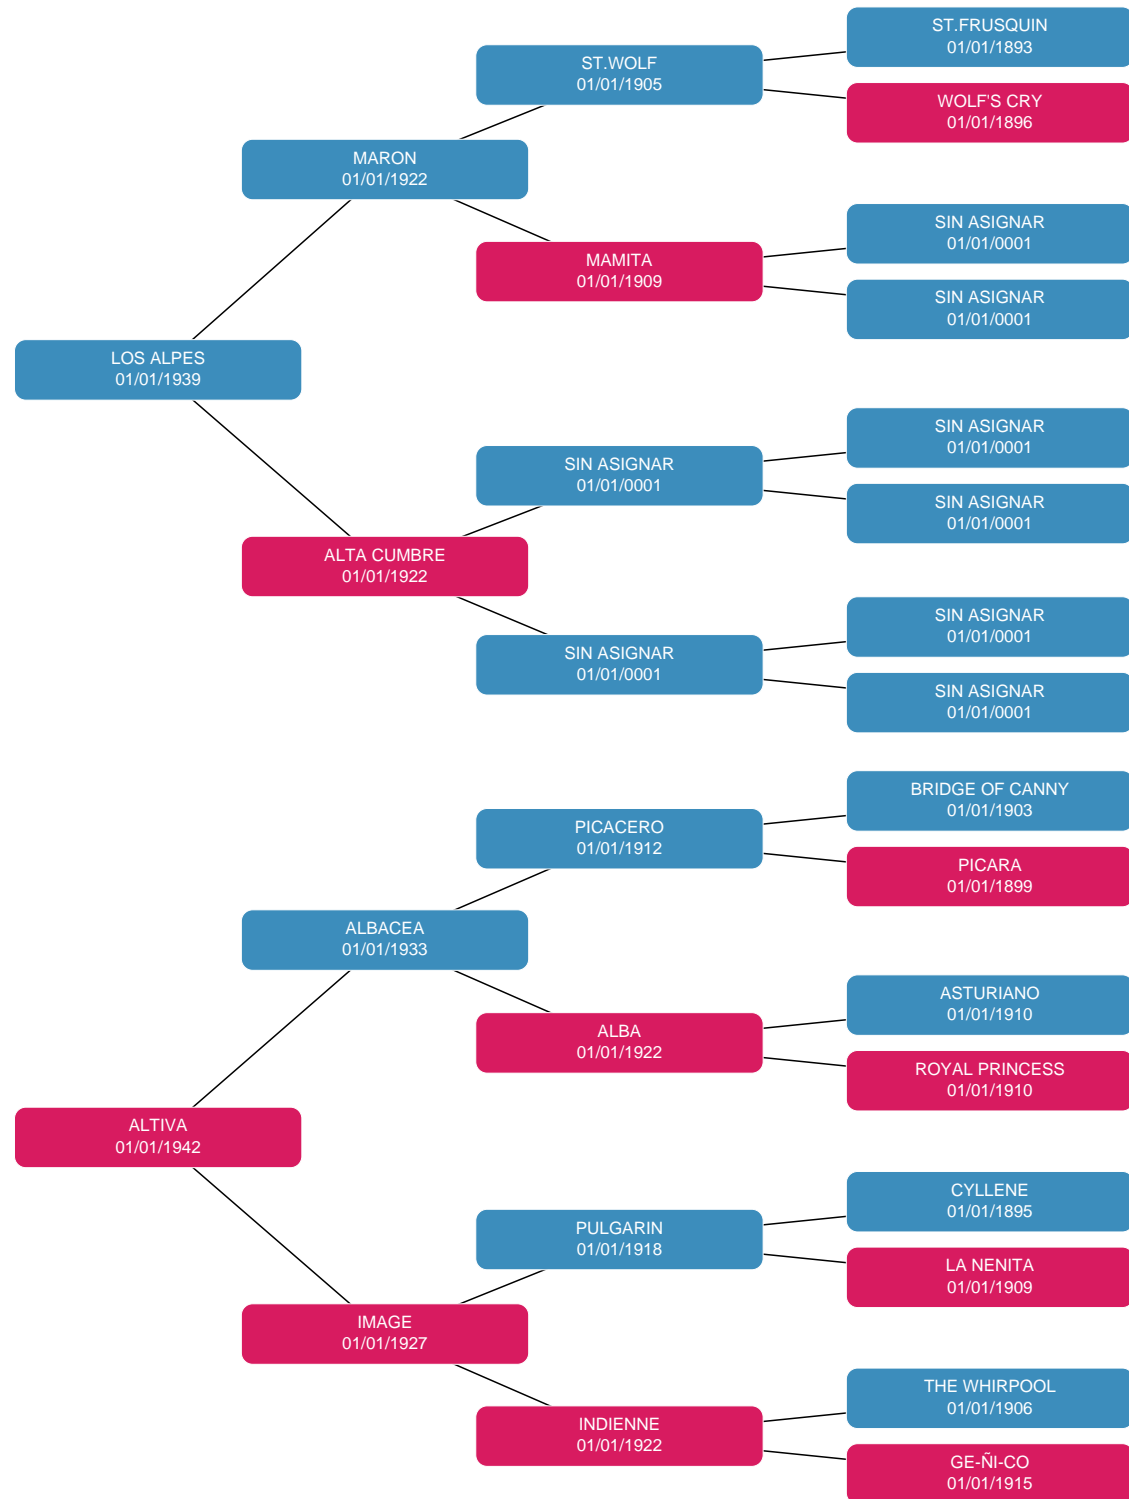 ST.FRUSQUIN
01/01/1893
ST.WOLF
01/01/1905
WOLF'S CRY
01/01/1896
MARON
01/01/1922
SIN ASIGNAR
01/01/0001
MAMITA
01/01/1909
SIN ASIGNAR
01/01/0001
LOS ALPES
01/01/1939
SIN ASIGNAR
01/01/0001
SIN ASIGNAR
01/01/0001
SIN ASIGNAR
01/01/0001
ALTA CUMBRE
01/01/1922
SIN ASIGNAR
01/01/0001
SIN ASIGNAR
01/01/0001
SIN ASIGNAR
01/01/0001
BRIDGE OF CANNY
01/01/1903
PICACERO
01/01/1912
PICARA
01/01/1899
ALBACEA
01/01/1933
ASTURIANO
01/01/1910
ALBA
01/01/1922
ROYAL PRINCESS
01/01/1910
ALTIVA
01/01/1942
CYLLENE
01/01/1895
PULGARIN
01/01/1918
LA NENITA
01/01/1909
IMAGE
01/01/1927
THE WHIRPOOL
01/01/1906
INDIENNE
01/01/1922
GE-ÑI-CO
01/01/1915